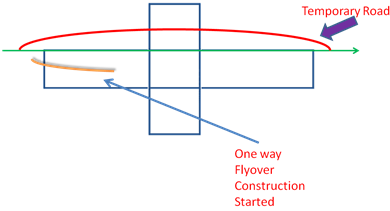 Temporary Road
One way
Flyover
Construction
Started